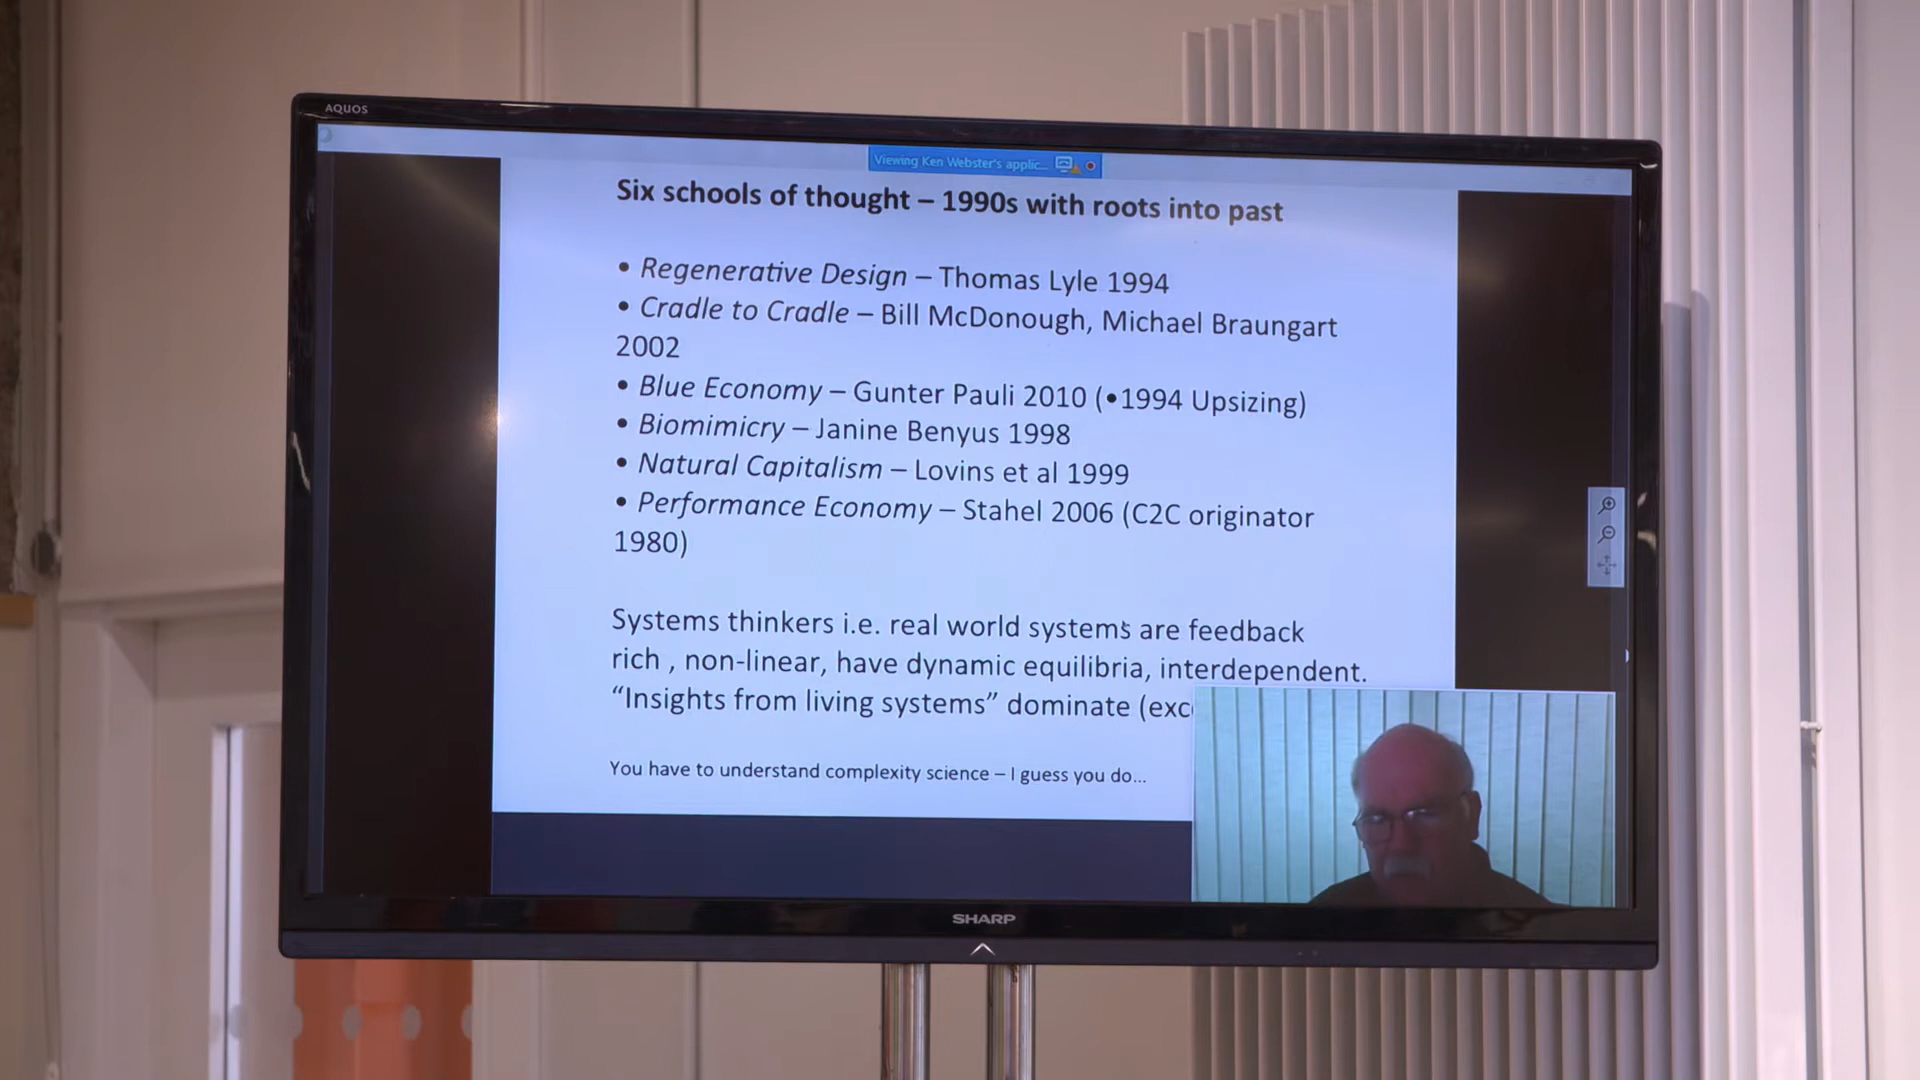 AQUOS
Viewing Ken Webster's applic...
Six schools of thought – 1990s with roots into past
• Regenerative Design – Thomas Lyle 1994
• Cradle to Cradle – Bill McDonough, Michael Braungart
2002
• Blue Economy – Gunter Pauli 2010 (•1994 Upsizing)
• Biomimicry – Janine Benyus 1998
• Natural Capitalism – Lovins et al 1999
• Performance Economy – Stahel 2006 (C2C originator
1980)
Systems thinkers i.e. real world systems are feedback
rich , non-linear, have dynamic equilibria, interdependent.
“Insights from living systems” dominate
You have to understand complexity science – I guess you do...
SHARP